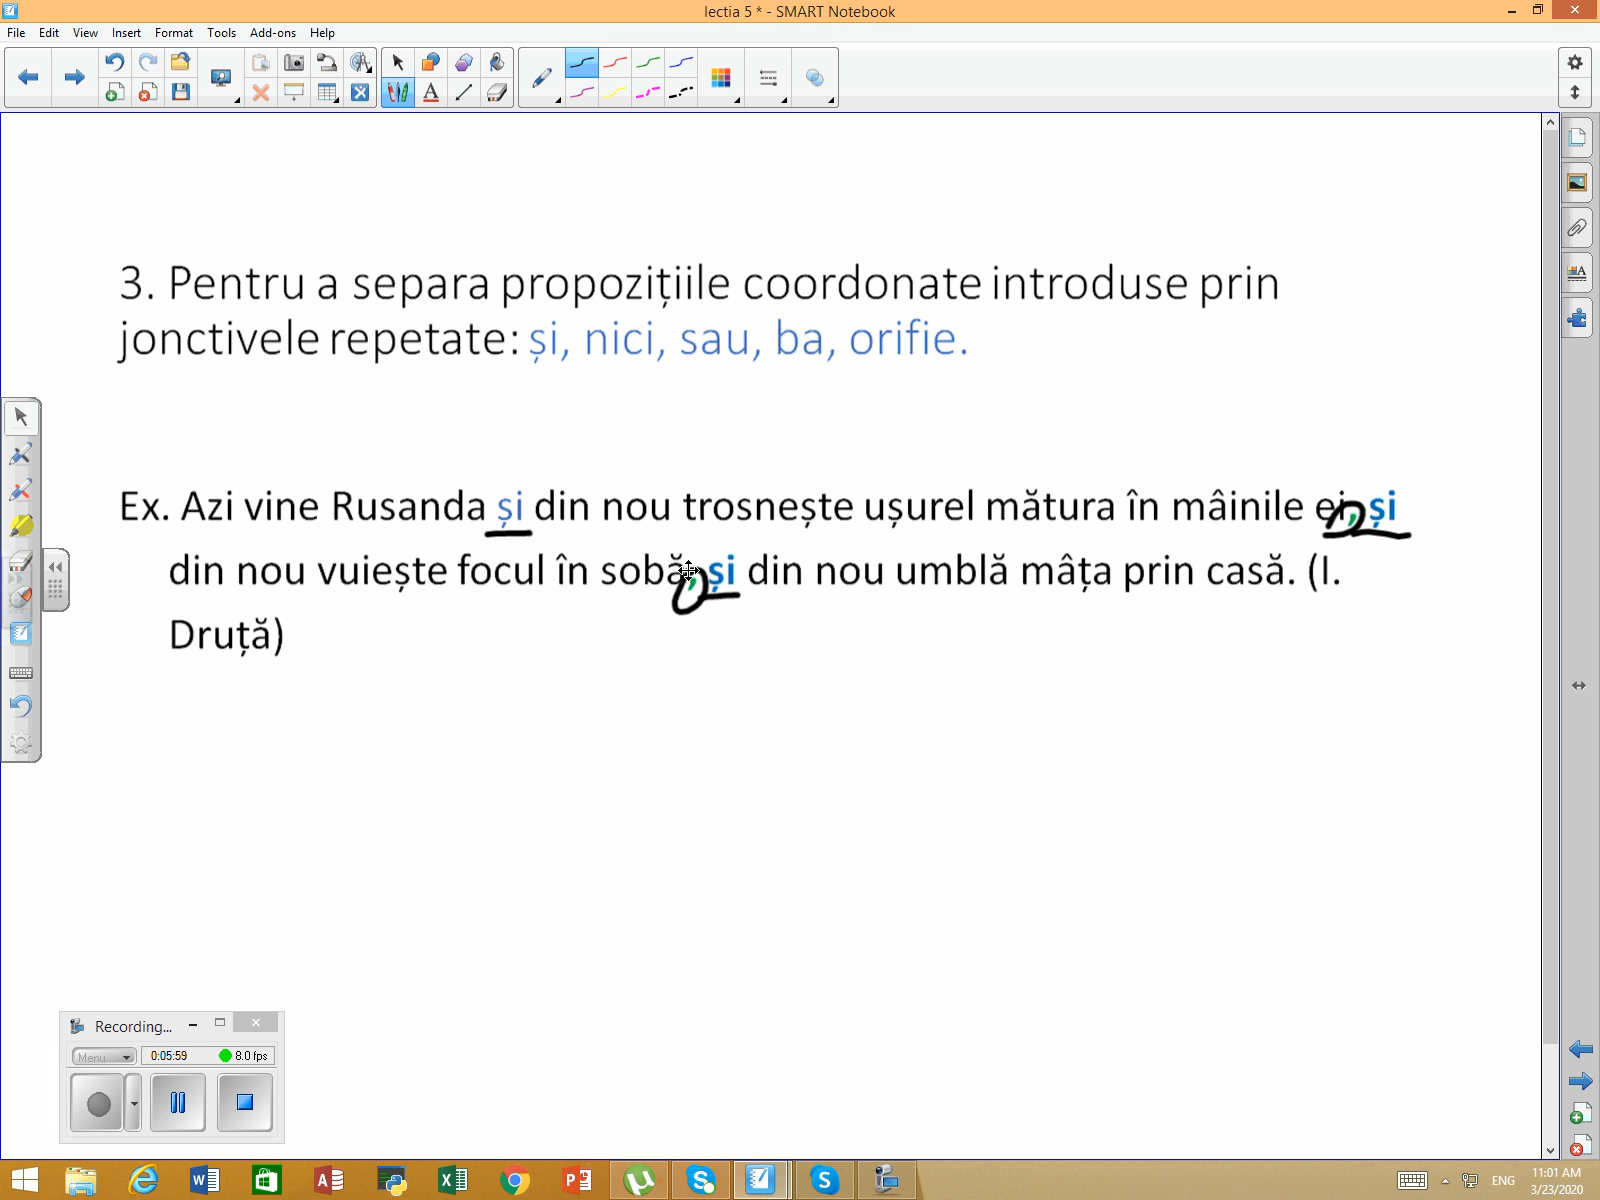 lectia 5 * - SMART Notebook
File Edit View Insert Format Tools Add-ons Help
3. Pentru a separa propozițiile coordonate introduse prin
jonctivele repetate: și, nici, sau, ba, orifie.
Ex. Azi vine Rusanda și din nou trosnește ușurel mătura în mâinile ei, și
din nou vuiește focul în sobă, și din nou umblă mâța prin casă. (I.
Druță)
Recording...
Menu 0:05:59 8.0 fps
ENG
11:01 AM
3/23/2020